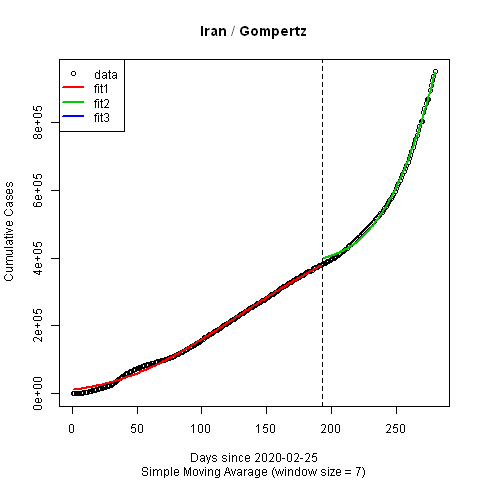 Iran / Gompertz
data
fit1
fit2
fit3
Cumulative Cases
0e+00
2e+05
4e+05
6e+05
8e+05
0
50
100
150
200
250
Days since 2020-02-25
Simple Moving Avarage (window size = 7)